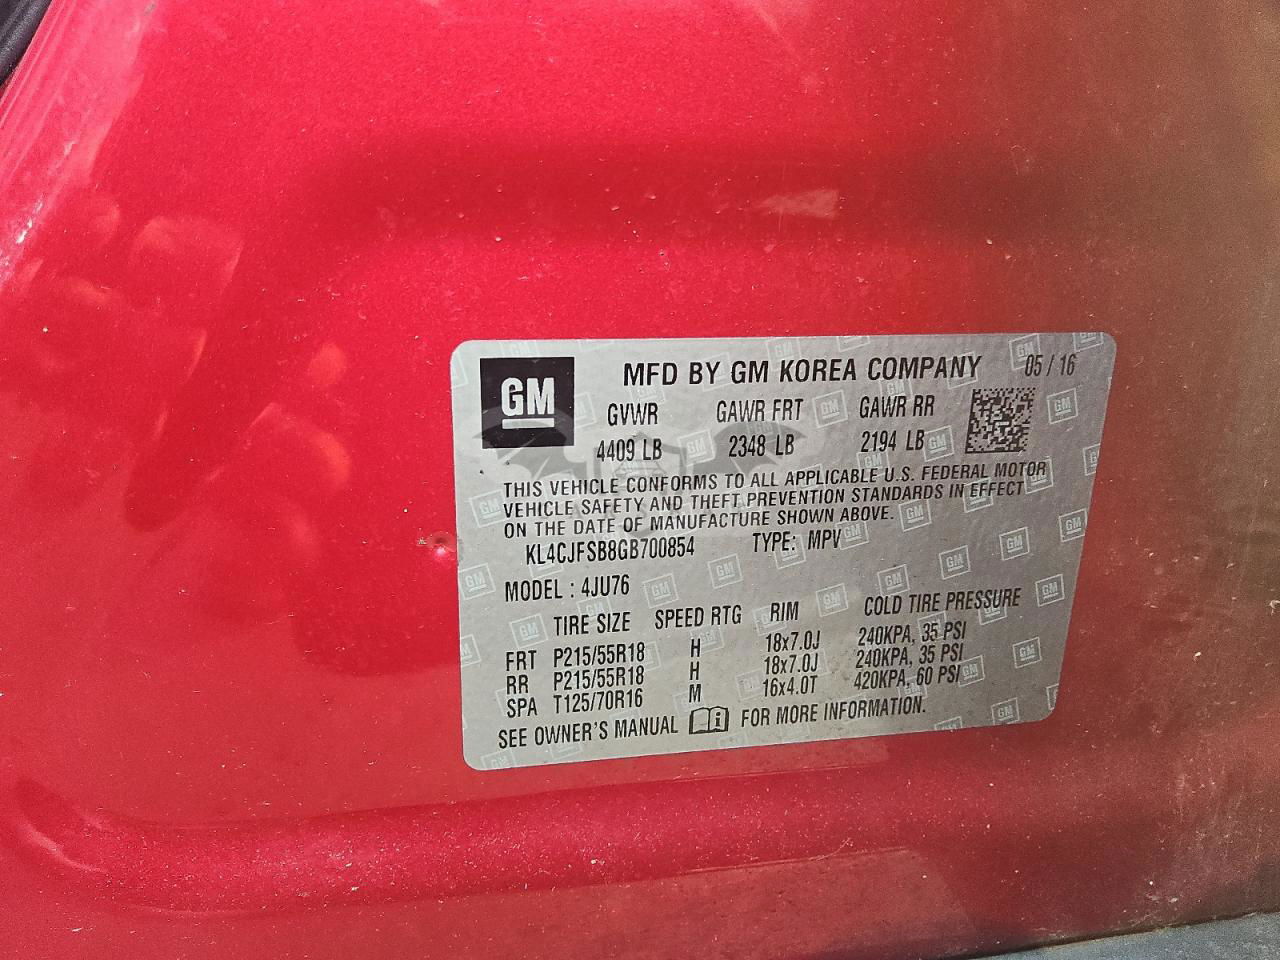 GM MFD BY GM KOREA COMPANY 05 / 16
GVWR GAWR FRT GAWR RR
4409 LB 2348 LB 2194 LB
THIS VEHICLE CONFORMS TO ALL APPLICABLE U.S. FEDERAL MOTOR
VEHICLE SAFETY AND THEFT PREVENTION STANDARDS IN EFFECT
ON THE DATE OF MANUFACTURE SHOWN ABOVE.
KL4CJFSB8GB700854 TYPE: MPV
MODEL : 4JU76
TIRE SIZE SPEED RTG RIM COLD TIRE PRESSURE
FRT P215/55R18 H 18x7.0J 240KPA, 35 PSI
RR P215/55R18 H 18x7.0J 240KPA, 35 PSI
SPA T125/70R16 M 16x4.0T 420KPA, 60 PSI
SEE OWNER'S MANUAL FOR MORE INFORMATION.